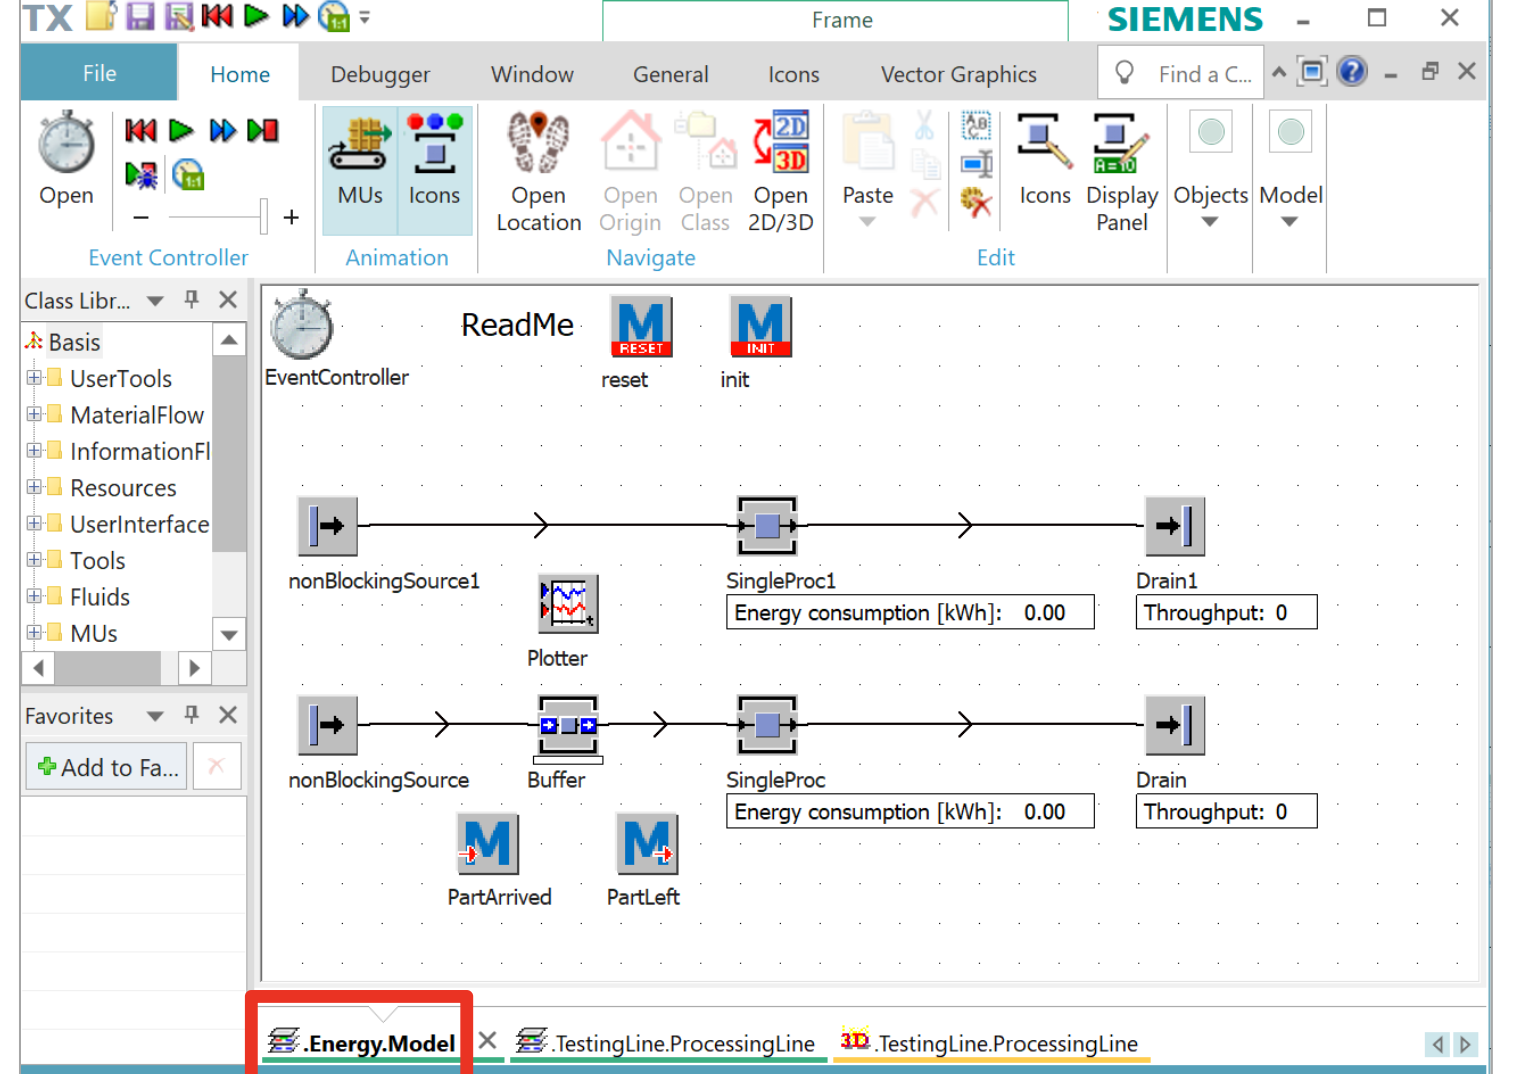 TX Frame SIEMENS
File Home Debugger Window General Icons Vector Graphics Find a C...
Open MUs Icons Open Location Open Origin Open Class Open 2D/3D 2D 3D Paste Icons A=10 Display Panel Objects Model
Event Controller Animation Navigate Edit
Class Libr...
Basis
UserTools
MaterialFlow
InformationFl
Resources
UserInterface
Tools
Fluids
MUs
Favorites
Add to Fa...
ReadMe M RESET M INIT
EventController reset init
nonBlockingSource1 SingleProc1 Drain1
Energy consumption [kWh]: 0.00 Throughput: 0
t
Plotter
nonBlockingSource Buffer SingleProc Drain
Energy consumption [kWh]: 0.00 Throughput: 0
M M
PartArrived PartLeft
.Energy.Model .TestingLine.ProcessingLine 3D .TestingLine.ProcessingLine